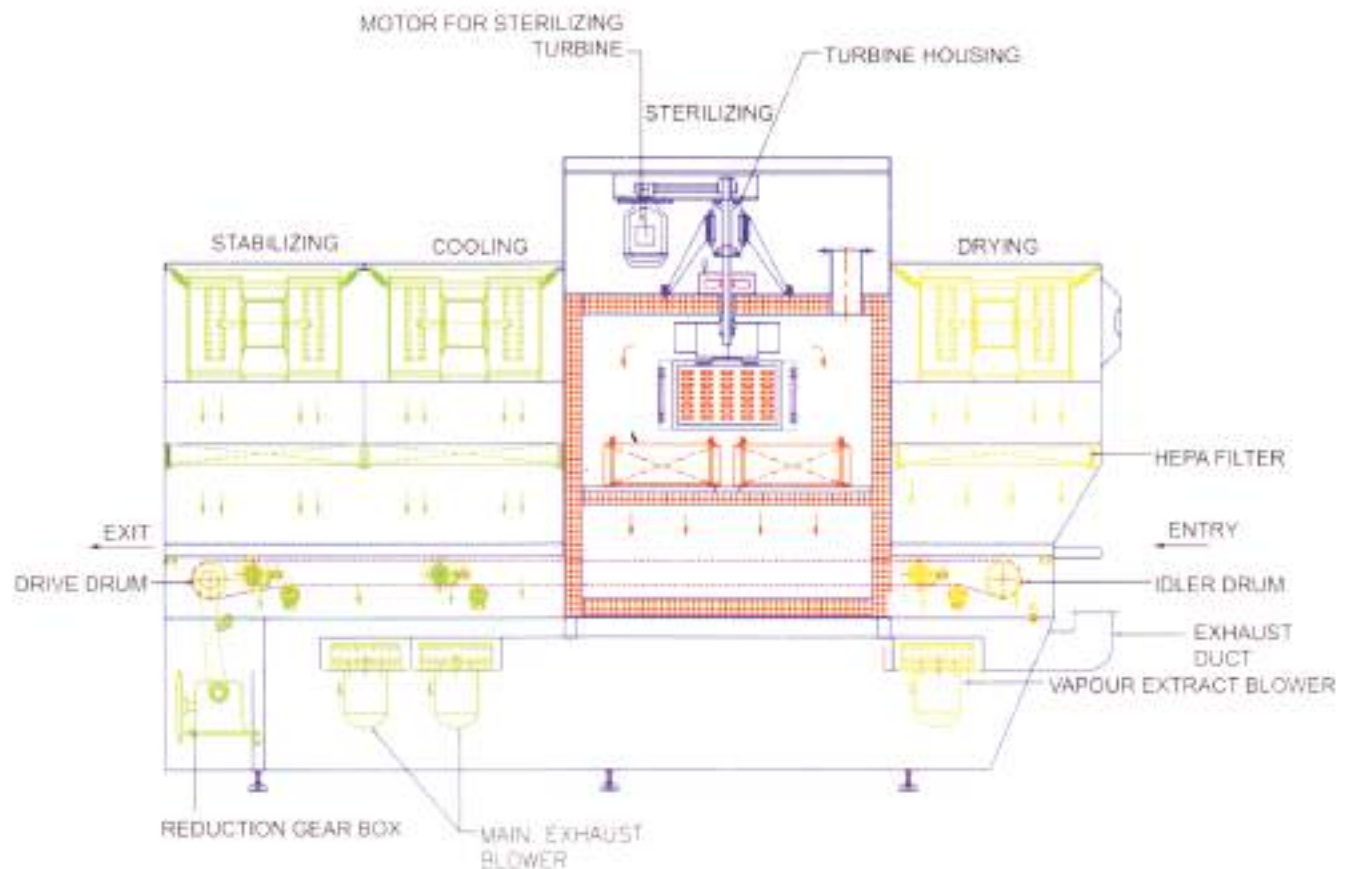 MOTOR FOR STERILIZING
TURBINE
TURBINE HOUSING
STERILIZING
STABILIZING
COOLING
DRYING
HEPA FILTER
EXIT
ENTRY
DRIVE DRUM
IDLER DRUM
EXHAUST
DUCT
VAPOUR EXTRACT BLOWER
REDUCTION GEAR BOX
MAIN. EXHAUST
BLOWER